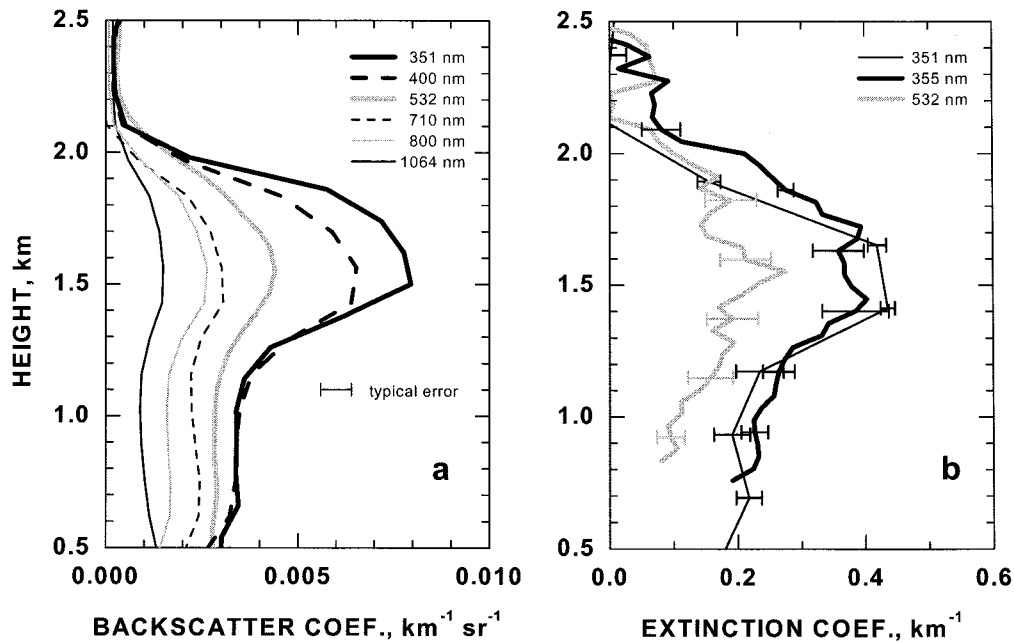 HEIGHT, km
2.5
2.0
1.5
1.0
0.5
351 nm
400 nm
532 nm
710 nm
800 nm
1064 nm
typical error
a
0.000
0.005
0.010
BACKSCATTER COEF., km⁻¹ sr⁻¹
2.5
2.0
1.5
1.0
0.5
351 nm
355 nm
532 nm
b
0.0
0.2
0.4
0.6
EXTINCTION COEF., km⁻¹